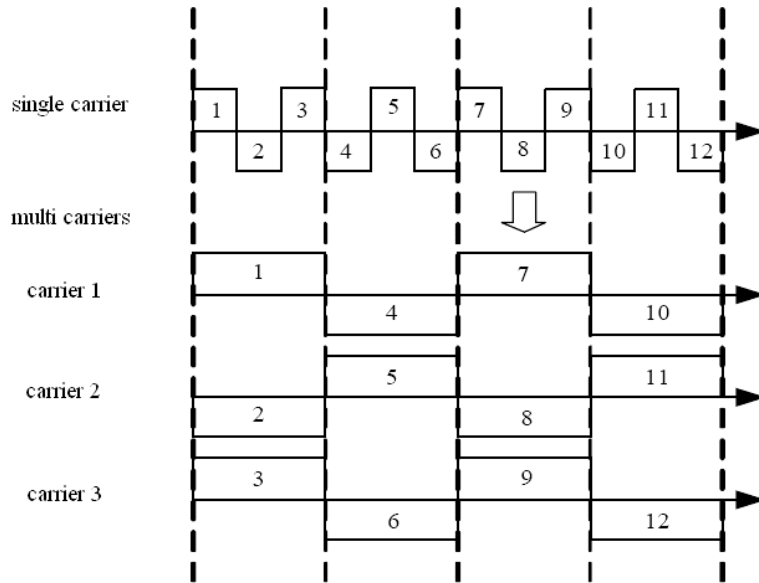 single carrier
1 2 3 4 5 6 7 8 9 10 11 12
multi carriers
carrier 1
1 4 7 10
carrier 2
2 5 8 11
carrier 3
3 6 9 12